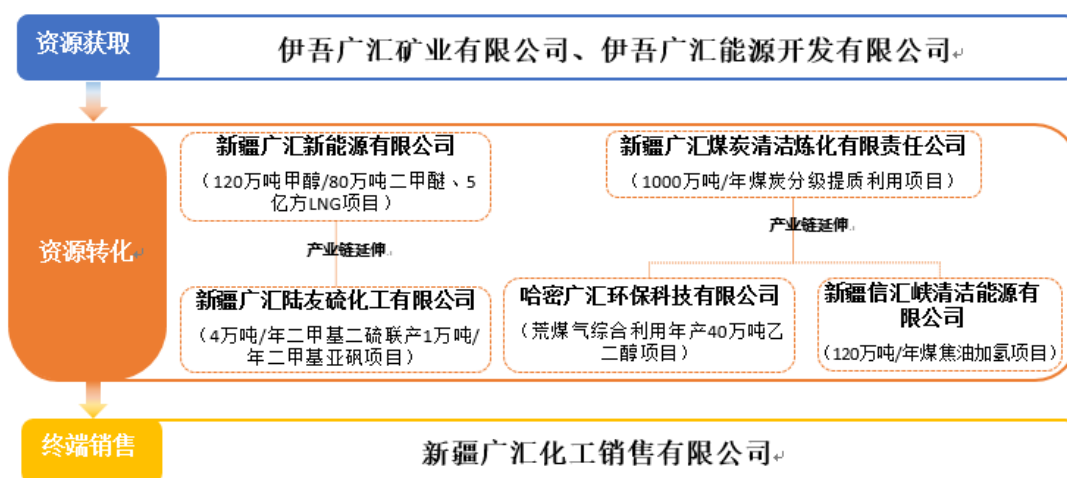 资源获取
伊吾广汇矿业有限公司、伊吾广汇能源开发有限公司
新疆广汇新能源有限公司
（120万吨甲醇/80万吨二甲醚、5
亿方LNG项目）
新疆广汇煤炭清洁炼化有限责任公司
（1000万吨/年煤炭分级提质利用项目）
资源转化
产业链延伸
产业链延伸
新疆广汇陆友硫化工有限公司
（4万吨/年二甲基二硫联产1万吨/
年二甲基亚砜项目）
哈密广汇环保科技有限公司
（荒煤气综合利用年产40万吨乙
二醇项目）
新疆信汇峡清洁能源有
限公司
（120万吨/年煤焦油加氢项目）
终端销售
新疆广汇化工销售有限公司